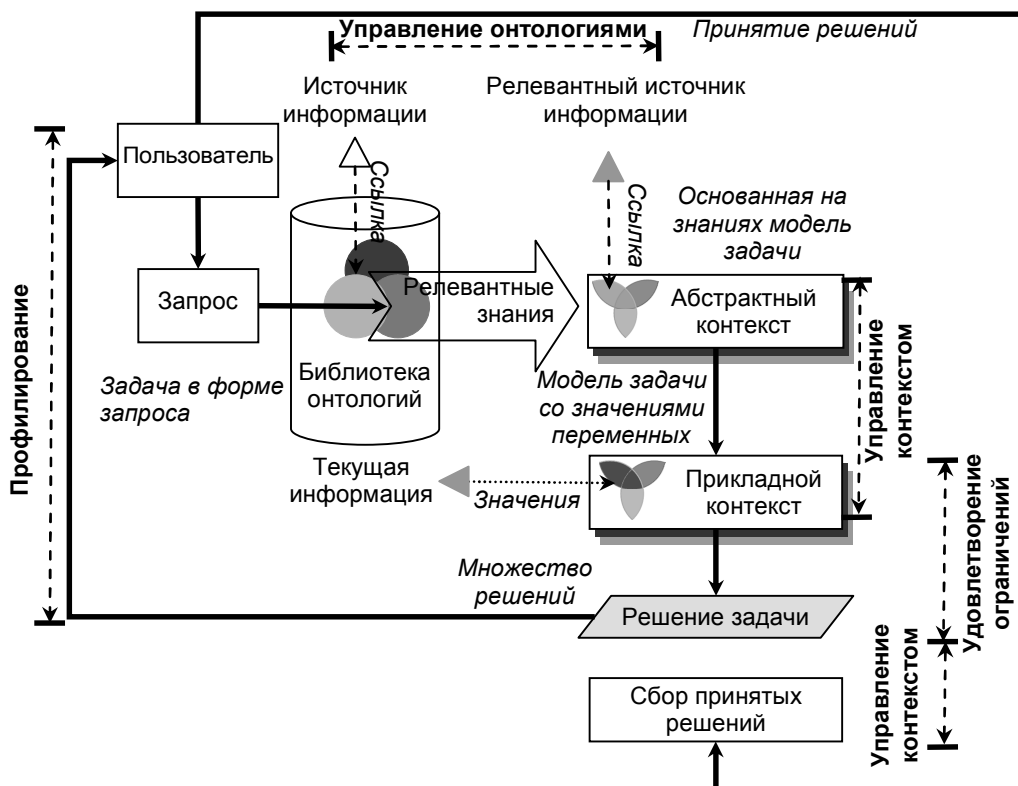 Управление онтологиями
Принятие решений
Источник
информации
Релевантный источник
информации
Пользователь
Ссылка
Ссылка
Основанная на
знаниях модель
задачи
Запрос
Релевантные
знания
Абстрактный
контекст
Профилирование
Задача в форме
запроса
Библиотека
онтологий
Модель задачи
со значениями
переменных
Управление
контекстом
Текущая
информация
Значения
Прикладной
контекст
Удовлетворение
ограничений
Множество
решений
Решение задачи
Управление
контекстом
Сбор принятых
решений